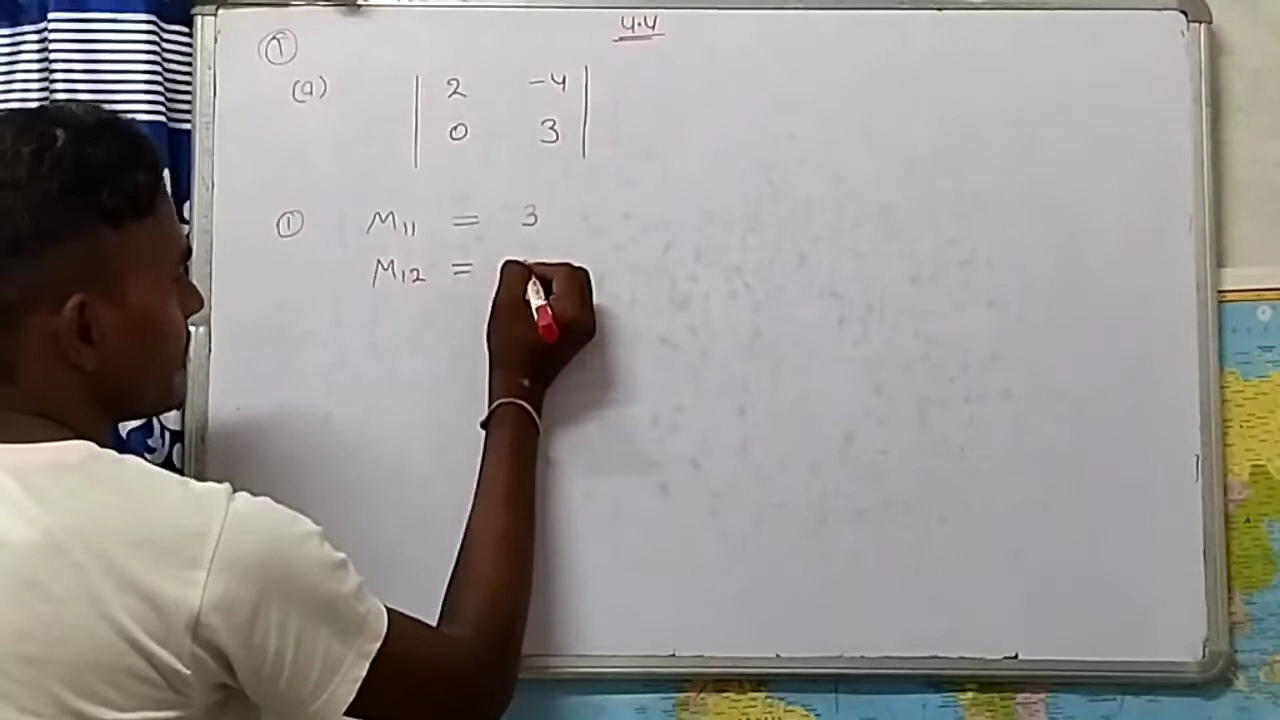 4.4
①
(a) | 2 -4 |
| 0 3 |
① M11 = 3
M12 =